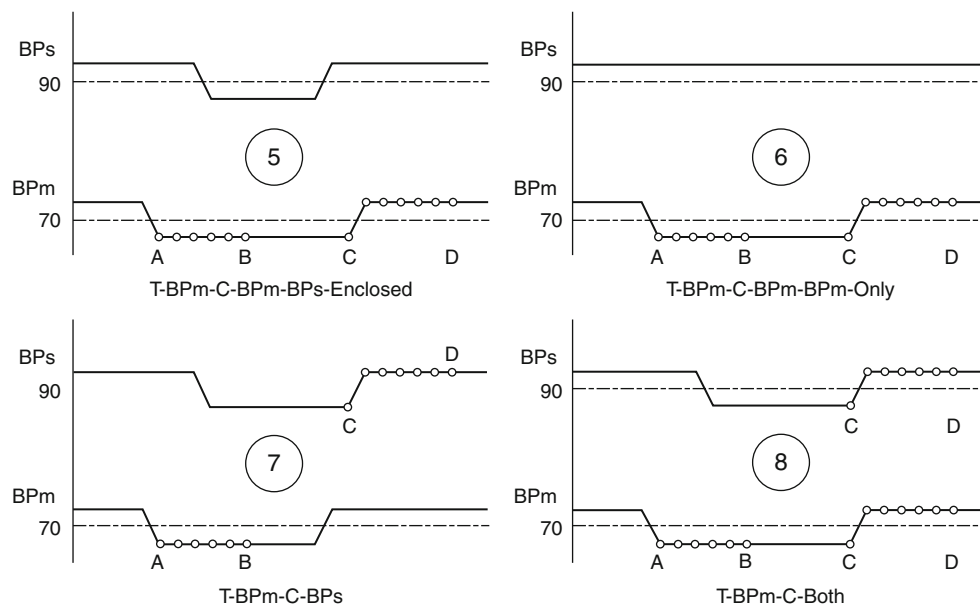 BPs
90
5
BPm
70
A B C D
T-BPm-C-BPm-BPs-Enclosed
BPs
90
6
BPm
70
A B C D
T-BPm-C-BPm-BPm-Only
BPs
90
D
C
7
BPm
70
A B
T-BPm-C-BPs
BPs
90
C D
8
BPm
70
A B C D
T-BPm-C-Both